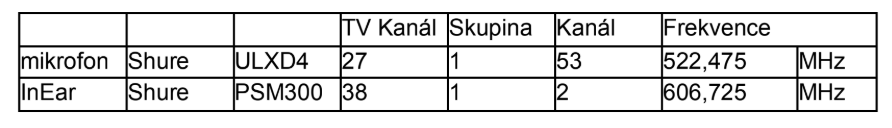 TV Kanál Skupina Kanál Frekvence
mikrofon Shure ULXD4 27 1 53 522,475 MHz
InEar Shure PSM300 38 1 2 606,725 MHz